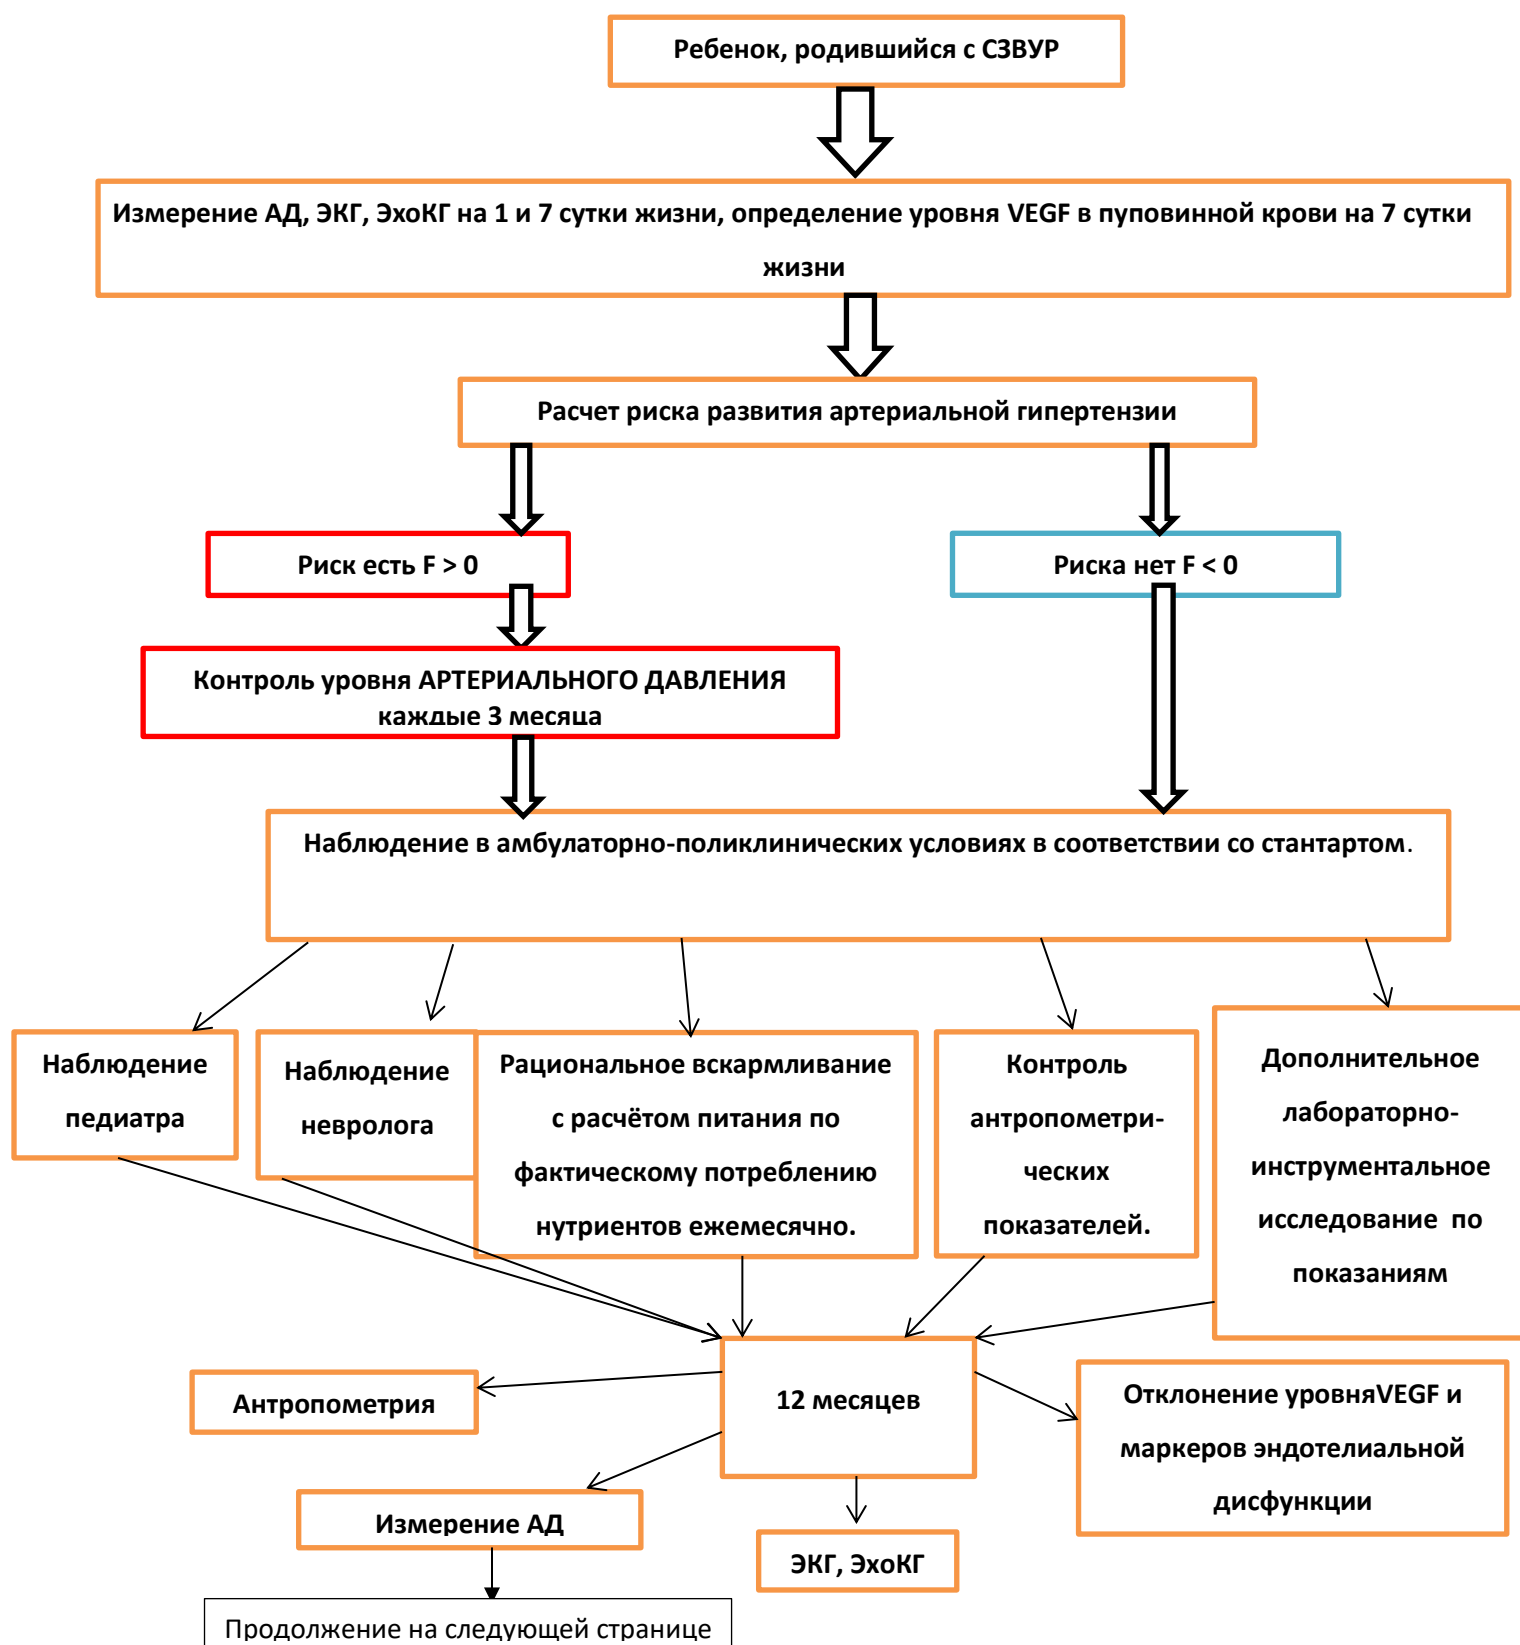 Ребенок, родившийся с СЗВУР
Измерение АД, ЭКГ, ЭхоКГ на 1 и 7 сутки жизни, определение уровня VEGF в пуповинной крови на 7 сутки
жизни
Расчет риска развития артериальной гипертензии
Риск есть F > 0
Риска нет F < 0
Контроль уровня АРТЕРИАЛЬНОГО ДАВЛЕНИЯ
каждые 3 месяца
Наблюдение в амбулаторно-поликлинических условиях в соответствии со стантартом.
Наблюдение
педиатра
Наблюдение
невролога
Рациональное вскармливание
с расчётом питания по
фактическому потреблению
нутриентов ежемесячно.
Контроль
антропометри-
ческих
показателей.
Дополнительное
лабораторно-
инструментальное
исследование по
показаниям
Антропометрия
12 месяцев
Отклонение уровняVEGF и
маркеров эндотелиальной
дисфункции
Измерение АД
ЭКГ, ЭхоКГ
Продолжение на следующей странице